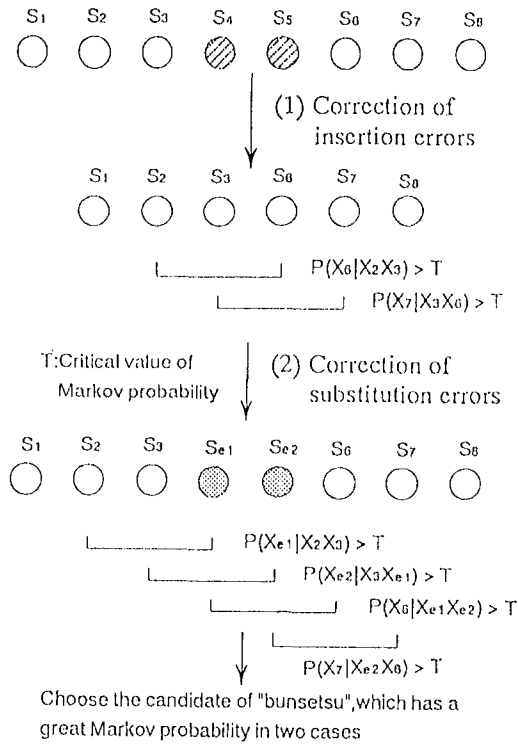 S1 S2 S3 S4 S5 S6 S7 S8
(1) Correction of
insertion errors
S1 S2 S3 S6 S7 S8
P(X6|X2X3) > T
P(X7|X3X6) > T
T:Critical value of
Markov probability
(2) Correction of
substitution errors
S1 S2 S3 Se1 Se2 S6 S7 S8
P(Xe1|X2X3) > T
P(Xe2|X3Xe1) > T
P(X6|Xe1Xe2) > T
P(X7|Xe2X6) > T
Choose the candidate of "bunsetsu",which has a
great Markov probability in two cases